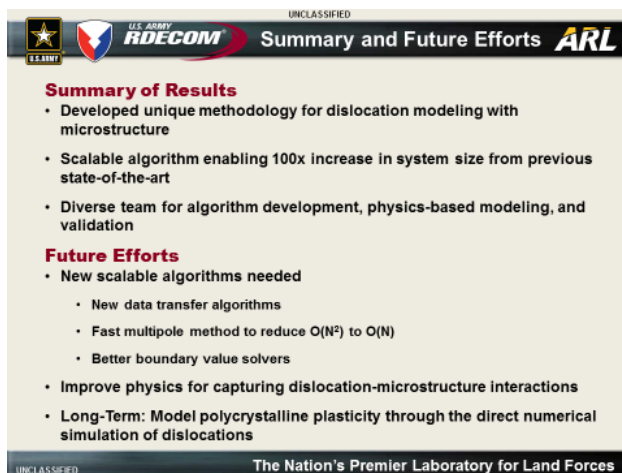 UNCLASSIFIED
U.S. ARMY
RDECOM
Summary and Future Efforts
ARL
U.S.ARMY
Summary of Results
• Developed unique methodology for dislocation modeling with
microstructure
• Scalable algorithm enabling 100x increase in system size from previous
state-of-the-art
• Diverse team for algorithm development, physics-based modeling, and
validation
Future Efforts
• New scalable algorithms needed
• New data transfer algorithms
• Fast multipole method to reduce O(N²) to O(N)
• Better boundary value solvers
• Improve physics for capturing dislocation-microstructure interactions
• Long-Term: Model polycrystalline plasticity through the direct numerical
simulation of dislocations
UNCLASSIFIED
The Nation's Premier Laboratory for Land Forces